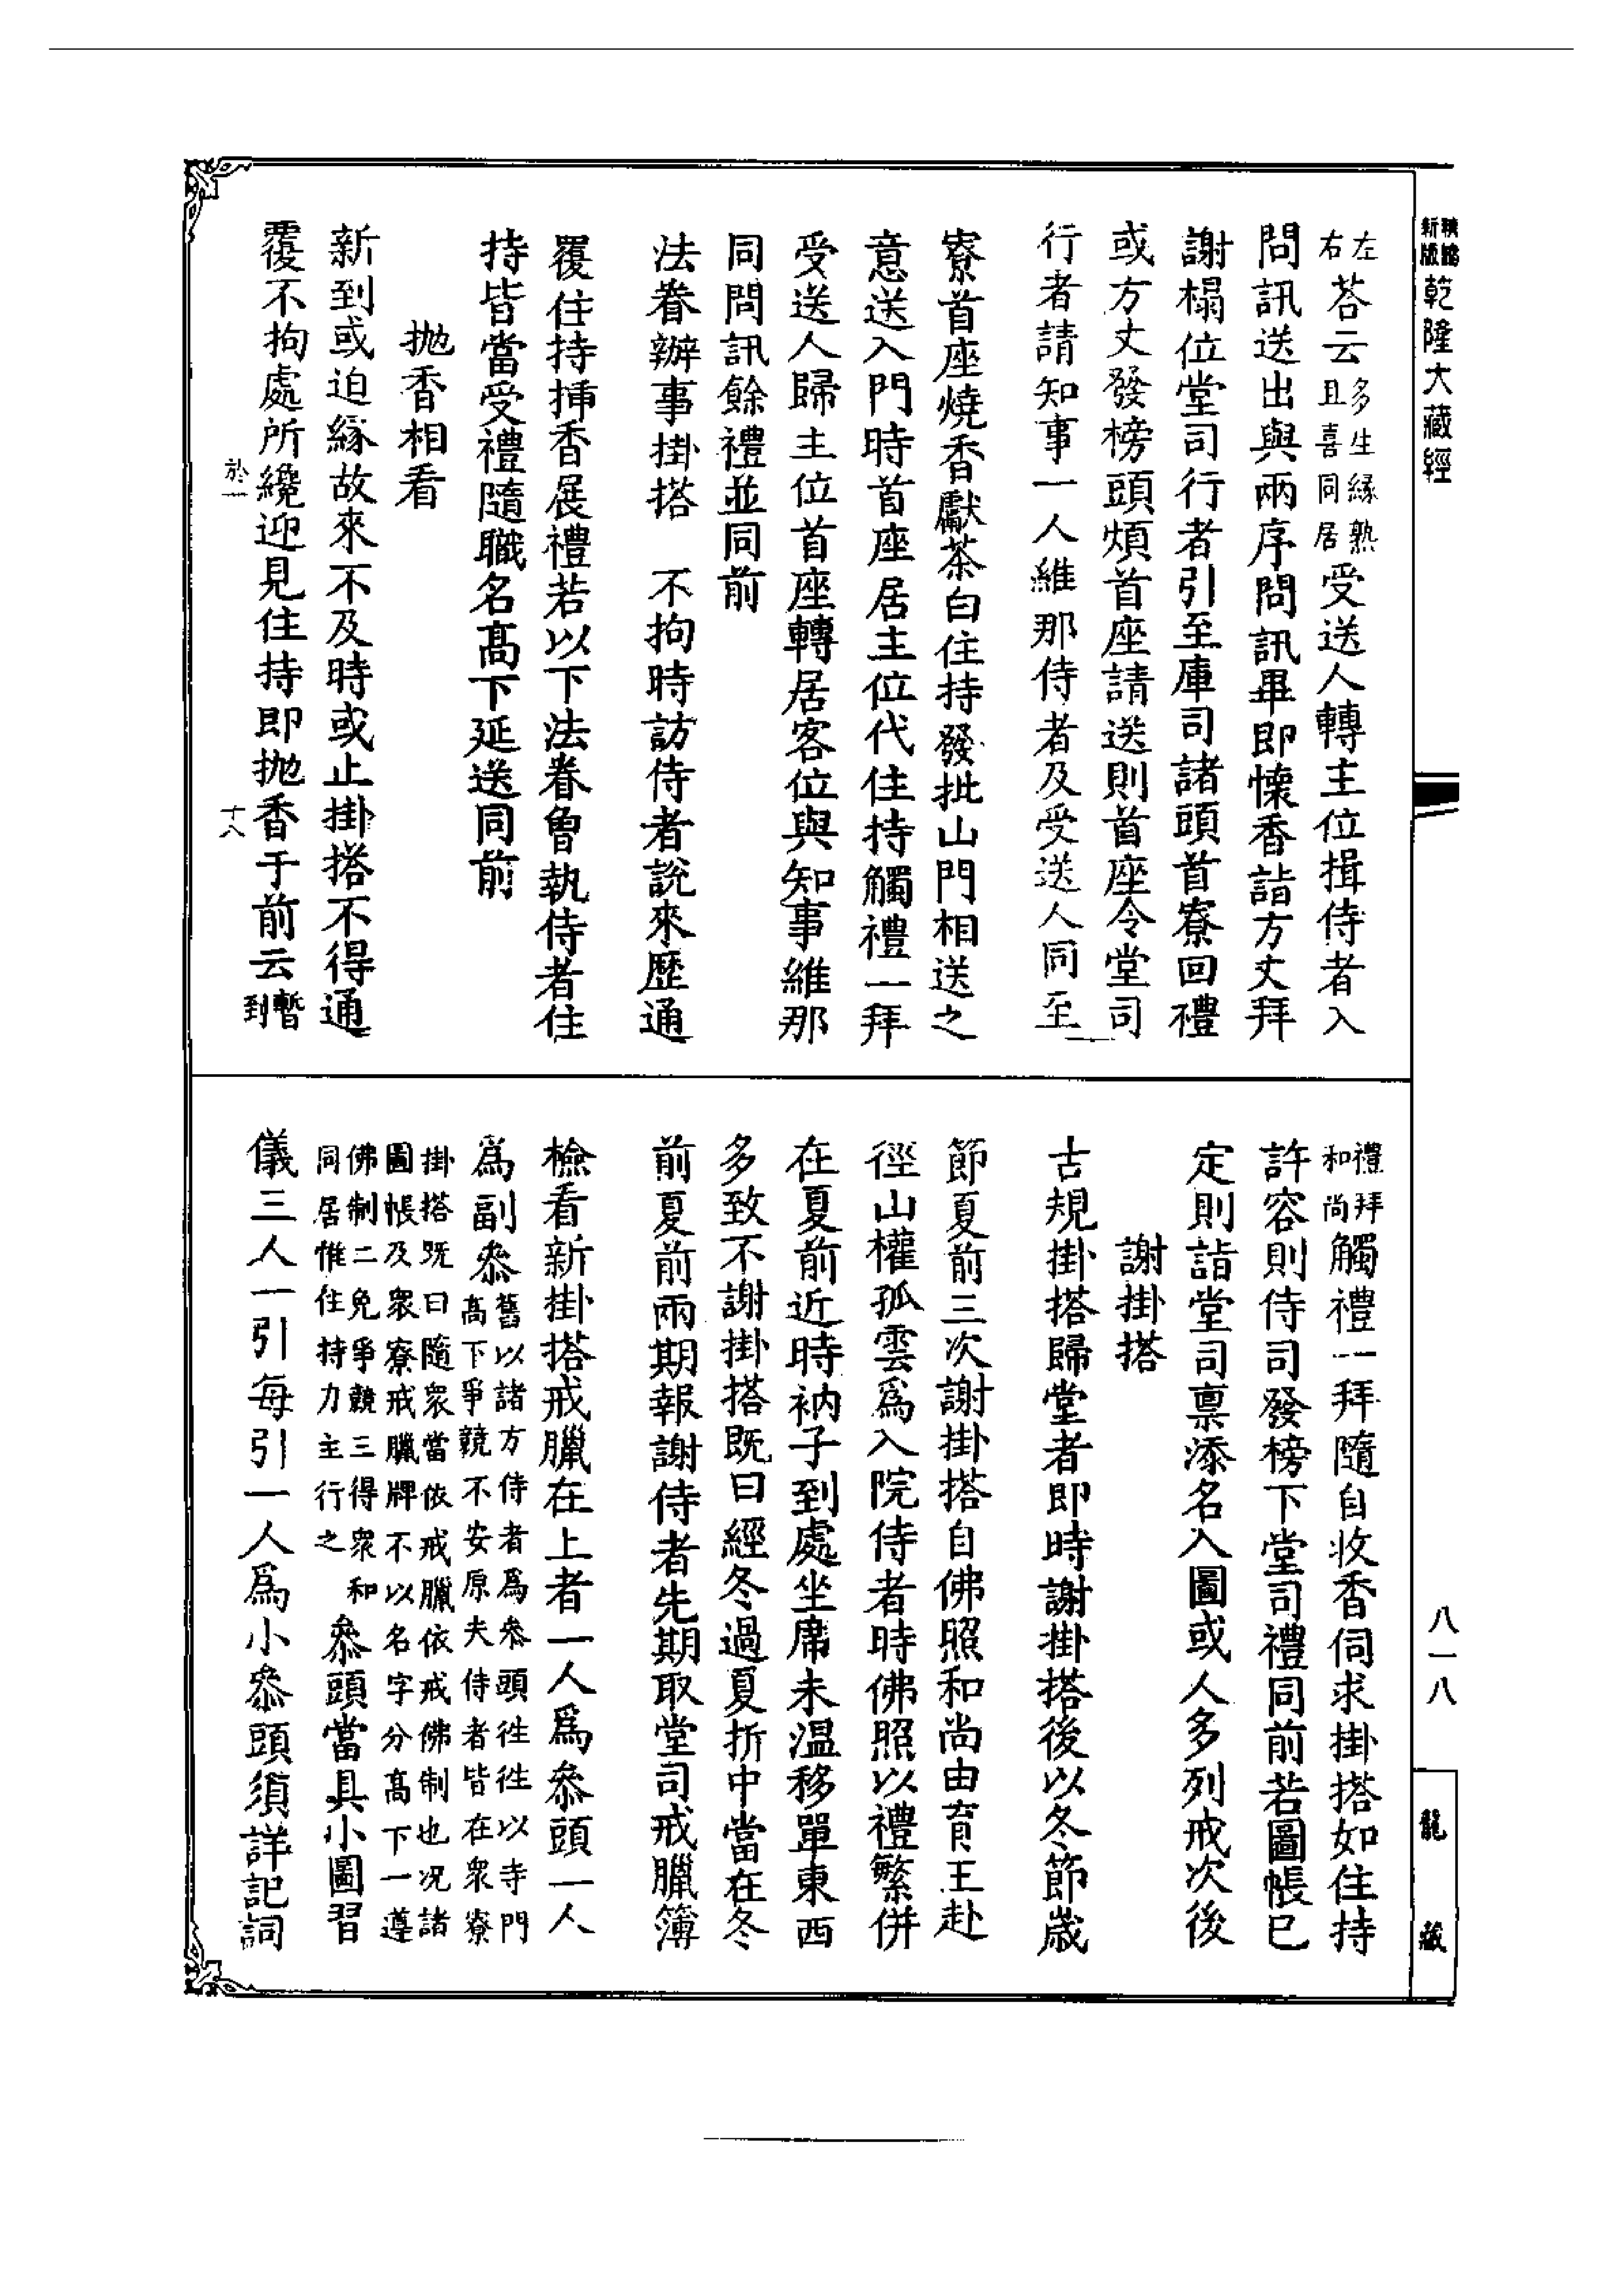 新版
乾隆大藏經
八一八
龍藏
左右荅云多生縁熟且喜同居受送人轉主位揖侍者入
問訊送出與兩序問訊畢即懷香詣方丈拜
謝榻位堂司行者引至庫司諸頭首寮回禮
或方丈發榜頭煩首座請送則首座令堂司
行者請知事一人維那侍者及受送人同至
寮首座燒香獻茶白住持發批山門相送之
意送入門時首座居主位代住持觸禮一拜
受送人歸主位首座轉居客位與知事維那
同問訊餘禮並同前
法眷辦事掛搭 不拘時訪侍者說來歷通
覆住持插香展禮若以下法眷曾執侍者住
持皆當受禮隨職名髙下延送同前
抛香相看
新到或迫緣故來不及時或止掛搭不得通
覆不拘處所纔迎見住持即抛香于前云暫到
於一
十八
禮拜和尚觸禮一拜隨自收香伺求掛搭如住持
許容則侍司發榜下堂司禮同前若圖帳已
定則詣堂司禀添名入圖或人多列戒次後
謝掛搭
古規掛搭歸堂者即時謝掛搭後以冬節歲
節夏前三次謝掛搭自佛照和尚由育王赴
徑山權孤雲爲入院侍者時佛照以禮繁併
在夏前近時衲子到處坐席未溫移單東西
多致不謝掛搭既曰經冬過夏折中當在冬
前夏前兩期報謝侍者先期取堂司戒臘簿
檢看新掛搭戒臘在上者一人爲叅頭一人
爲副叅舊以諸方侍者爲叅頭往往以寺門髙下爭競不安原夫侍者皆在衆寮
掛搭既曰隨衆當依戒臘依戒佛制也况諸圖帳及衆寮戒臘牌不以名字分髙下一遵
佛制二免爭競三得衆和同居惟住持力主行之叅頭當具小圖習
儀三人一引每引一人爲小叅頭須詳記詞